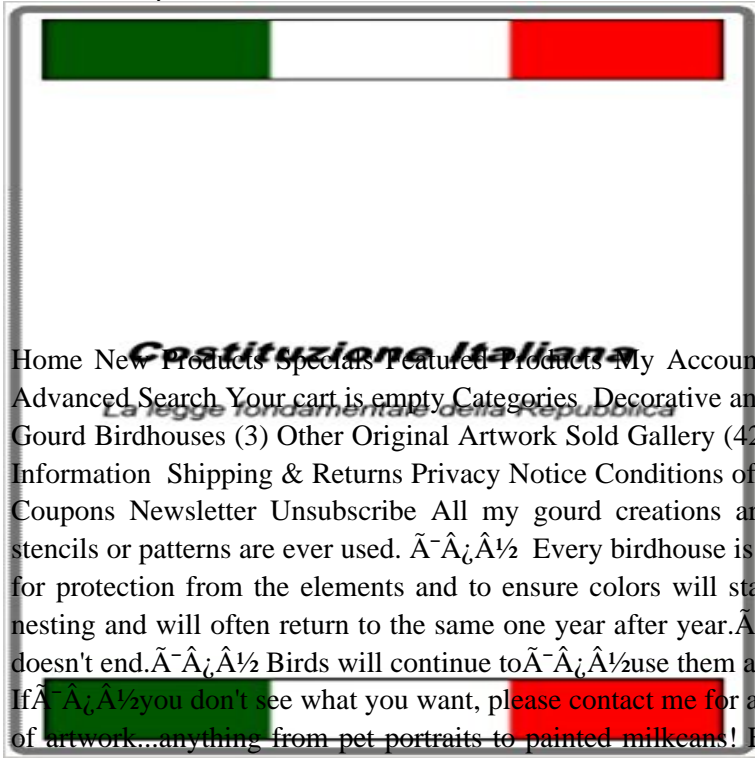 Costituzione Italiana
Home New Products Specials Featured Products My Accoun
La legge fondamentale della Repubblica
Advanced Search Your cart is empty Categories Decorative an
Gourd Birdhouses (3) Other Original Artwork Sold Gallery (42
Information Shipping & Returns Privacy Notice Conditions of
Coupons Newsletter Unsubscribe All my gourd creations ar
stencils or patterns are ever used. Ã¯Â¿Â½ Every birdhouse is
for protection from the elements and to ensure colors will sta
nesting and will often return to the same one year after year.Ã
doesn't end.Ã¯Â¿Â½ Birds will continue toÃ¯Â¿Â½use them a
IfÃ¯Â¿Â½you don't see what you want, please contact me for a
of artwork...anything from pet portraits to painted milkcans!